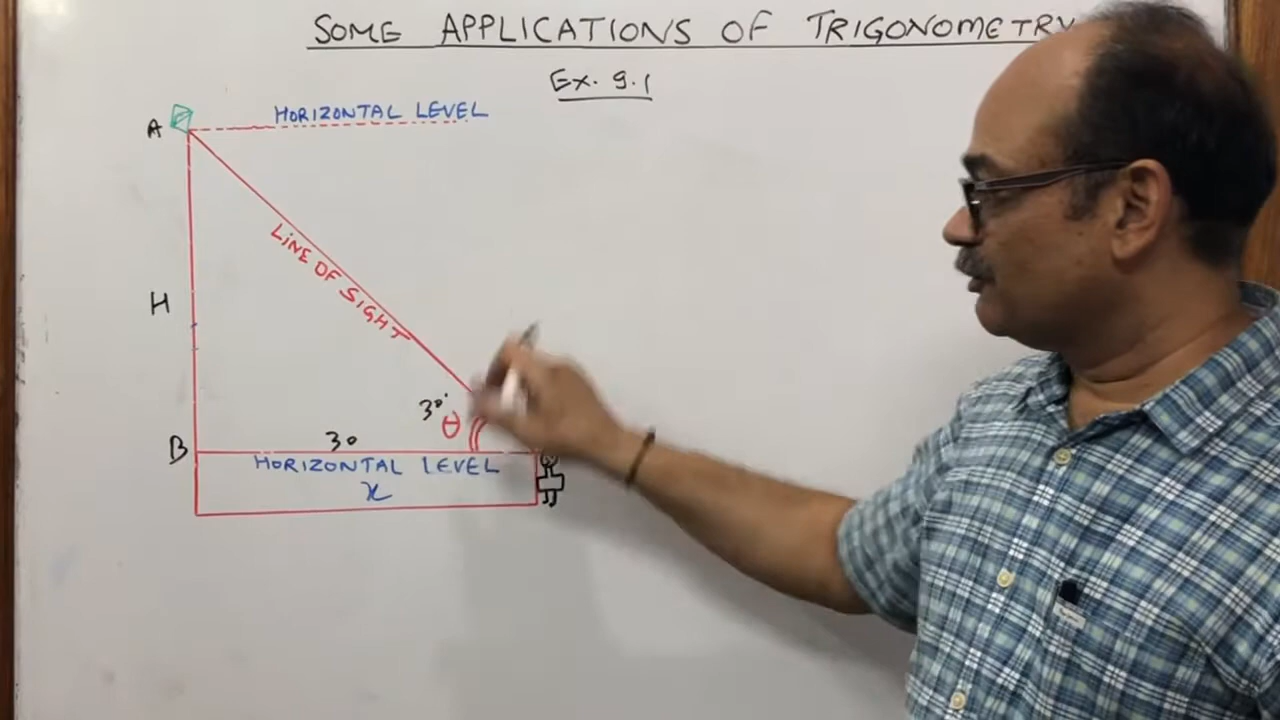 SOME APPLICATIONS OF TRIGONOMETRY
Ex. 9.1
HORIZONTAL LEVEL
A
LINE OF SIGHT
H
30°
θ
B
30
HORIZONTAL LEVEL
x